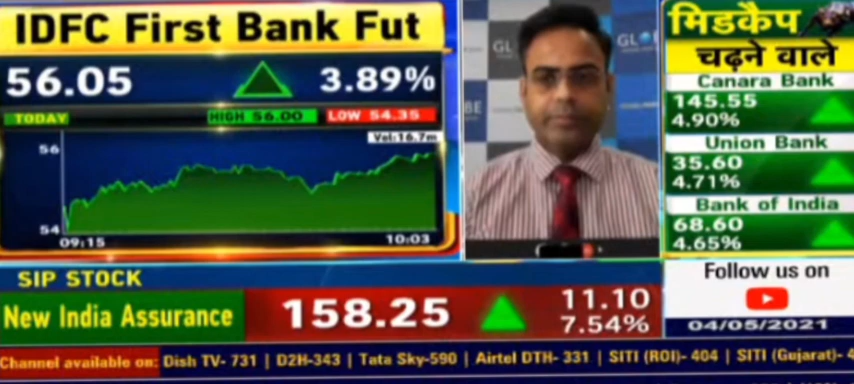 IDFC First Bank Fut
56.05 3.89%
TODAY HIGH 56.00 LOW 54.35
Vol:16.7m
56
54
09:15 10:03
GL
GLOBE
BE
मिडकैप
चढ़ने वाले
Canara Bank
145.55
4.90%
Union Bank
35.60
4.71%
Bank of India
68.60
4.65%
SIP STOCK
New India Assurance 158.25 11.10
7.54%
Follow us on
04/05/2021
Channel available on: Dish TV- 731 | D2H-343 | Tata Sky-590 | Airtel DTH- 331 | SITI (ROI)- 404 | SITI (Gujarat)- 4